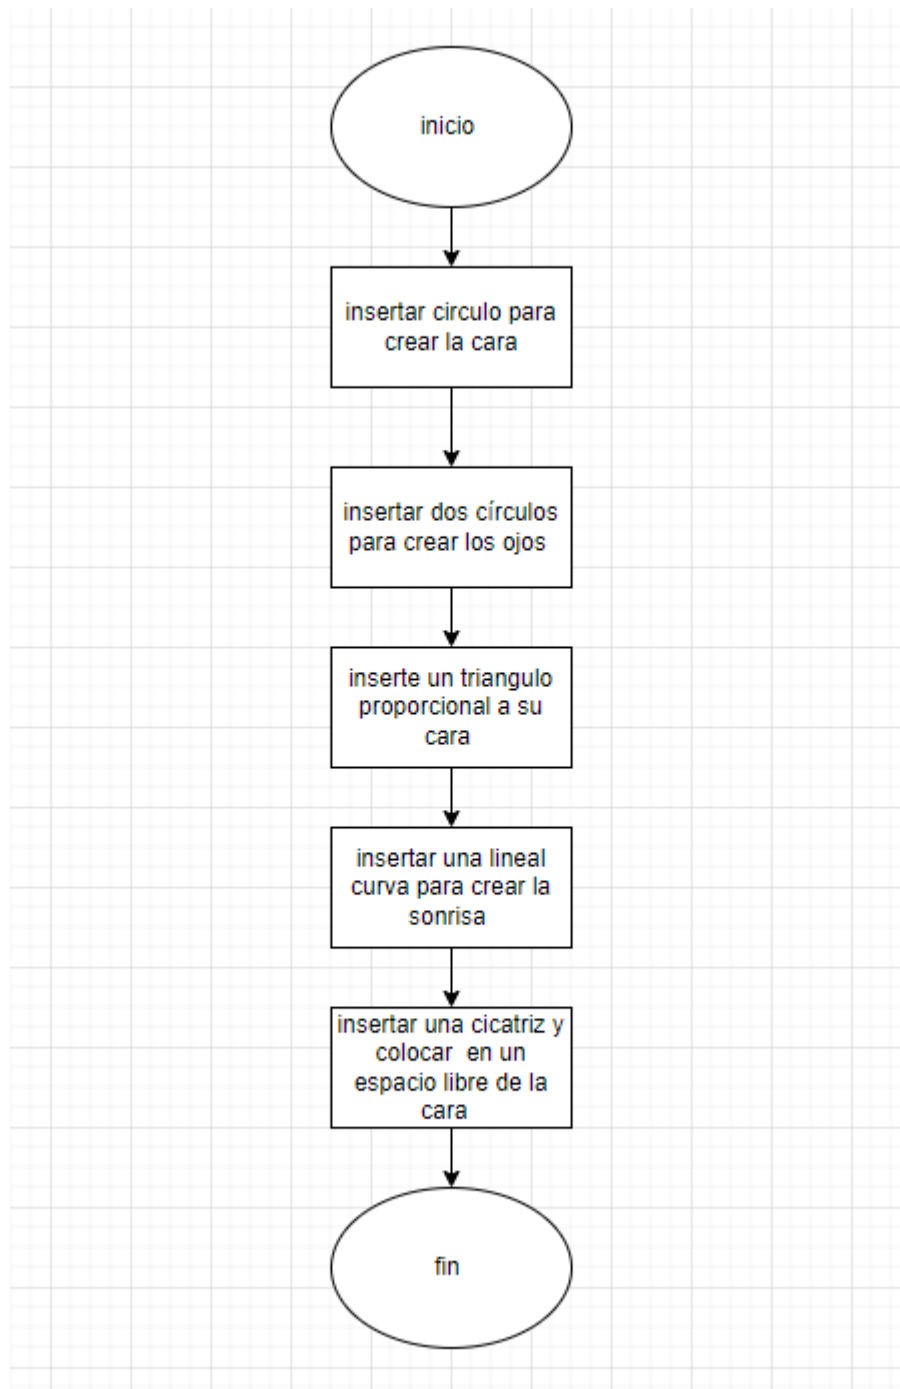 inicio
insertar circulo para
crear la cara
insertar dos círculos
para crear los ojos
inserte un triangulo
proporcional a su
cara
insertar una lineal
curva para crear la
sonrisa
insertar una cicatriz y
colocar en un
espacio libre de la
cara
fin